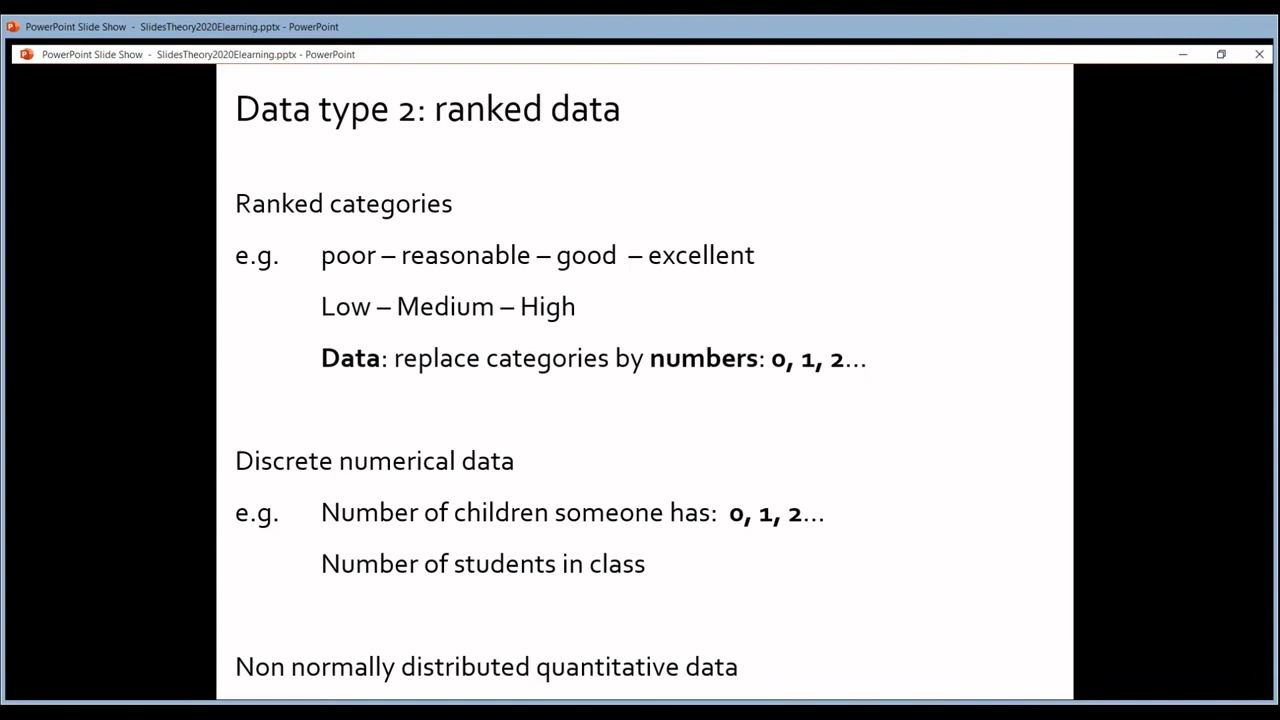 PowerPoint Slide Show - SlidesTheory2020Elearning.pptx - PowerPoint
PowerPoint Slide Show - SlidesTheory2020Elearning.pptx - PowerPoint
Data type 2: ranked data
Ranked categories
e.g. poor – reasonable – good – excellent
Low – Medium – High
Data: replace categories by numbers: 0, 1, 2...
Discrete numerical data
e.g. Number of children someone has: 0, 1, 2...
Number of students in class
Non normally distributed quantitative data